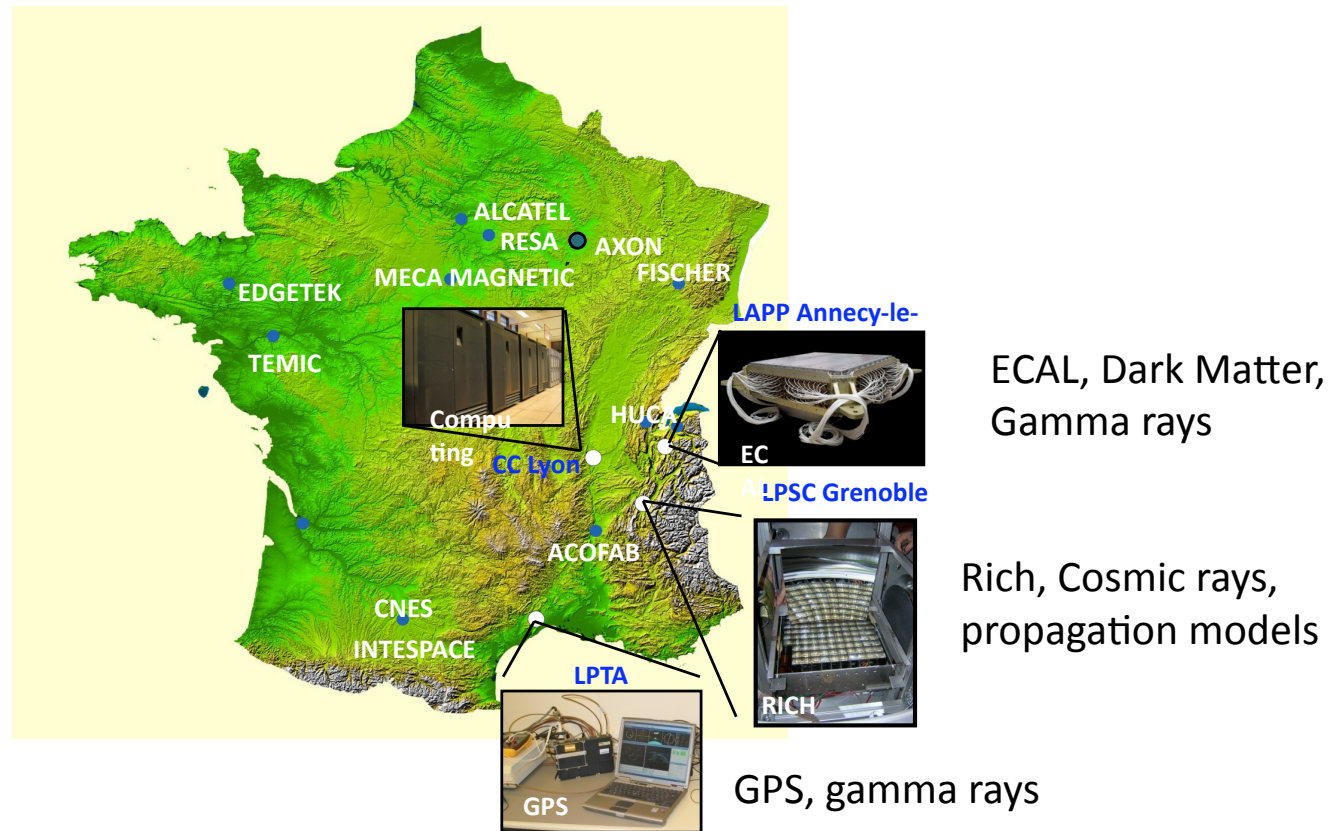 ALCATEL
RESA
AXON
MECA MAGNETIC
FISCHER
EDGETEK
LAPP Annecy-le-
TEMIC
ECAL, Dark Matter,
Gamma rays
HUCA
Compu
ting
CC Lyon
EC
LPSC Grenoble
ACOFAB
Rich, Cosmic rays,
propagation models
CNES
INTESPACE
LPTA
RICH
GPS
GPS, gamma rays